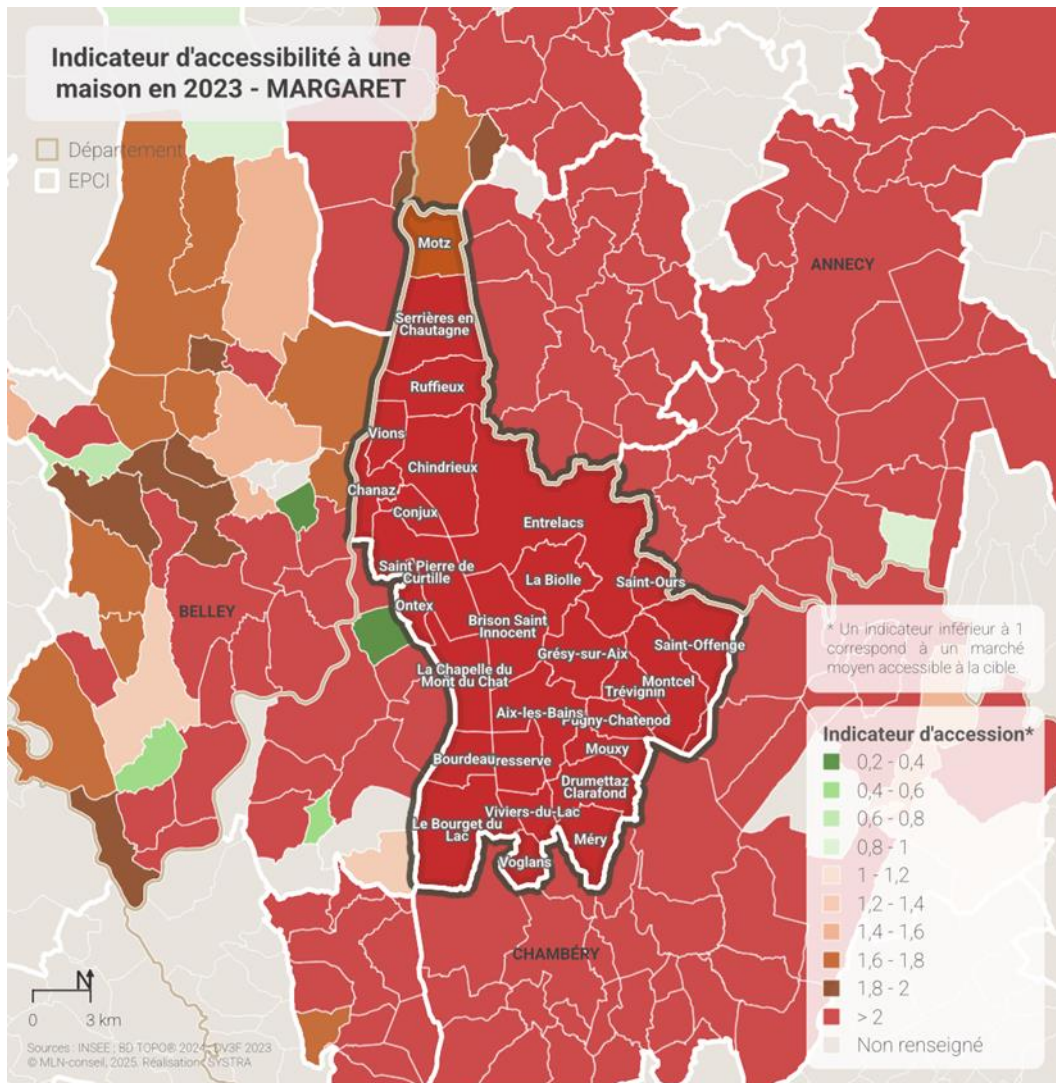 Indicateur d'accessibilité à une
maison en 2023 - MARGARET
Département
EPCI
Motz
ANNECY
Serrières en
Chautagne
Ruffieux
Vions
Chindrieux
Chanaz
Conjux
Entrelacs
Saint Pierre de
Curtille
La Biolle
Saint-Ours
BELLEY
Ontex
Brison Saint
Innocent
Saint-Offenge
Grésy-sur-Aix
La Chapelle du
Mont du Chat
Montcel
Trévignin
Aix-les-Bains
Pugny-Chatenod
Mouxy
Bourdeau
resserve
Drumettaz
Clarafond
Viviers-du-Lac
Le Bourget du
Lac
Méry
Voglans
CHAMBÉRY
* Un indicateur inférieur à 1
correspond à un marché
moyen accessible à la cible.
Indicateur d'accession*
0,2 - 0,4
0,4 - 0,6
0,6 - 0,8
0,8 - 1
1 - 1,2
1,2 - 1,4
1,4 - 1,6
1,6 - 1,8
1,8 - 2
> 2
Non renseigné
N
0 3 km
Sources : INSEE ; BD TOPO® 2024 ; DV3F 2023
© MLN-conseil, 2025. Réalisation : SYSTRA